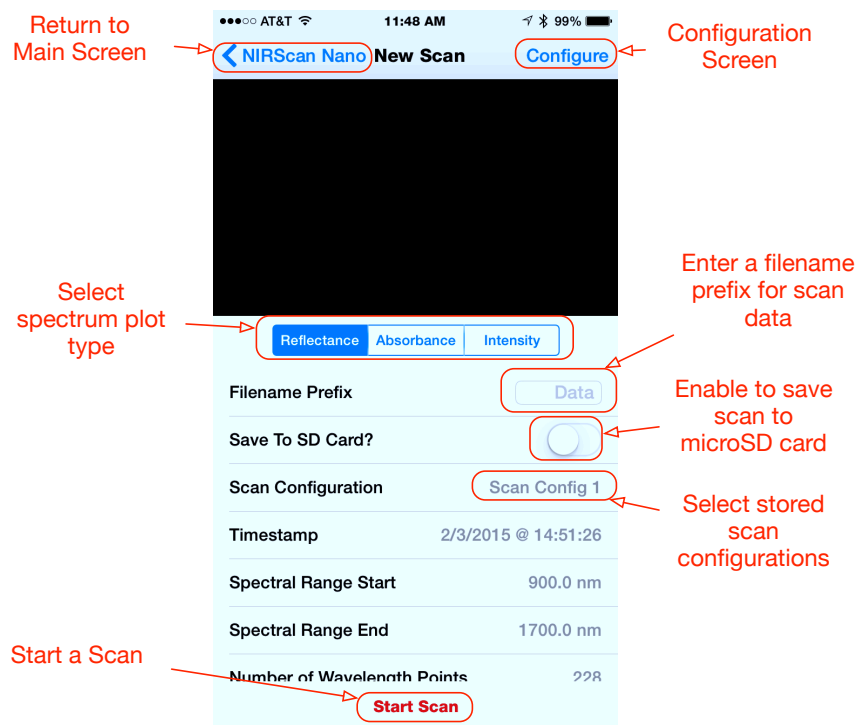 Return to
Main Screen
AT&T 11:48 AM 99%
NIRScan Nano New Scan Configure
Configuration
Screen
Select
spectrum plot
type
Reflectance Absorbance Intensity
Enter a filename
prefix for scan
data
Filename Prefix Data
Save To SD Card?
Enable to save
scan to
microSD card
Scan Configuration Scan Config 1
Select stored
scan
configurations
Timestamp 2/3/2015 @ 14:51:26
Spectral Range Start 900.0 nm
Spectral Range End 1700.0 nm
Number of Wavelength Points 228
Start a Scan
Start Scan